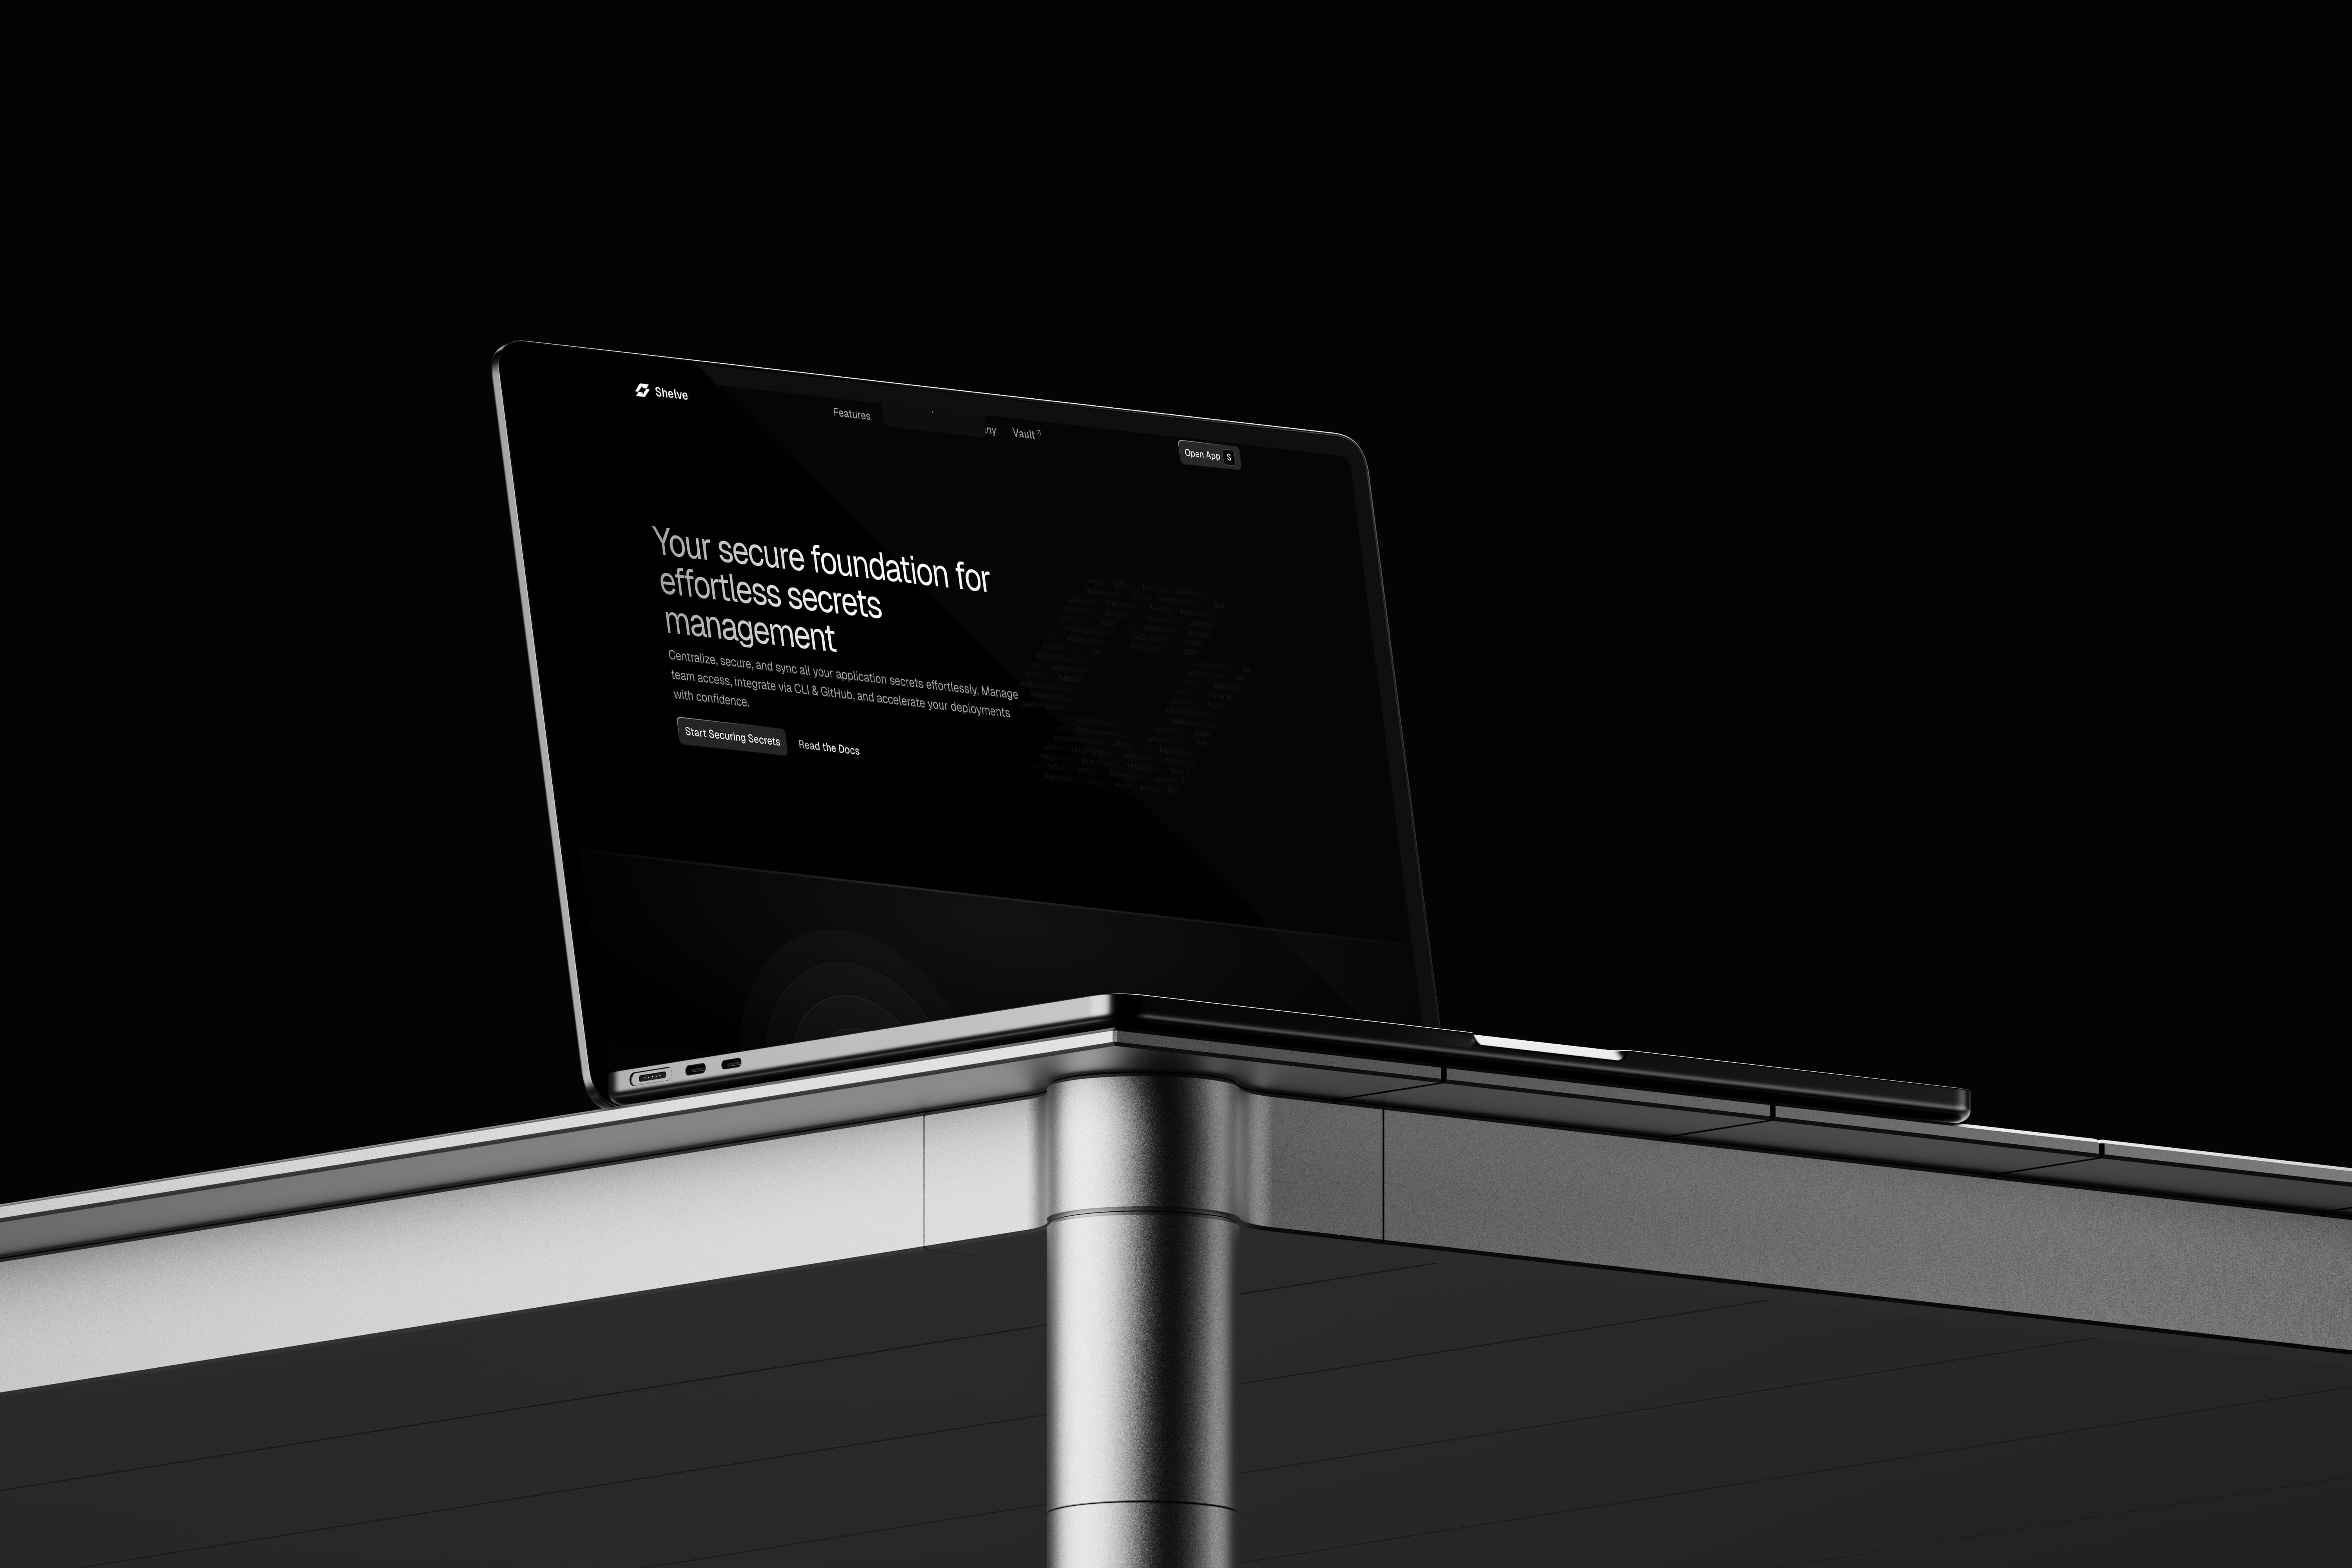 Shelve
Features
Vault↗
Open App S
Your secure foundation for
effortless secrets
management
Centralize, secure, and sync all your application secrets effortlessly. Manage
team access, integrate via CLI & GitHub, and accelerate your deployments
with confidence.
Start Securing Secrets
Read the Docs